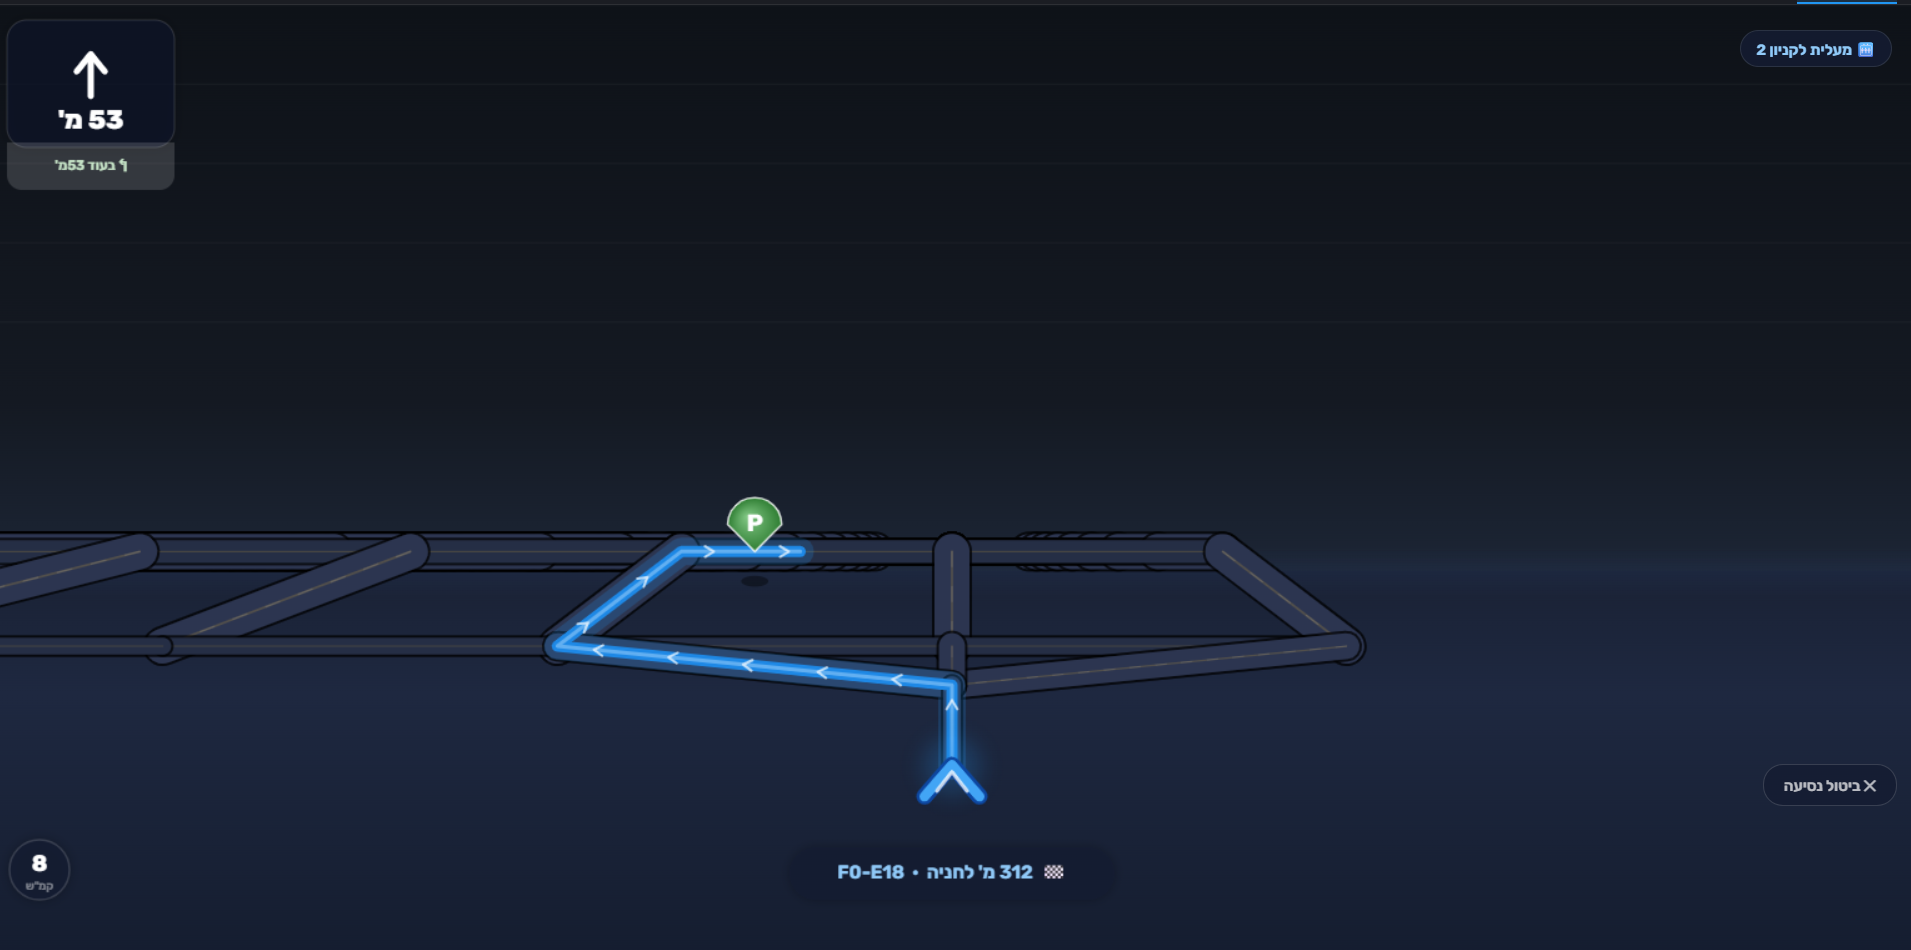 מעלית לקניון 2
53 מ'
בעוד 53מ'
P
ביטול נסיעה
8
קמ"ש
312 מ' לחניה • F0-E18